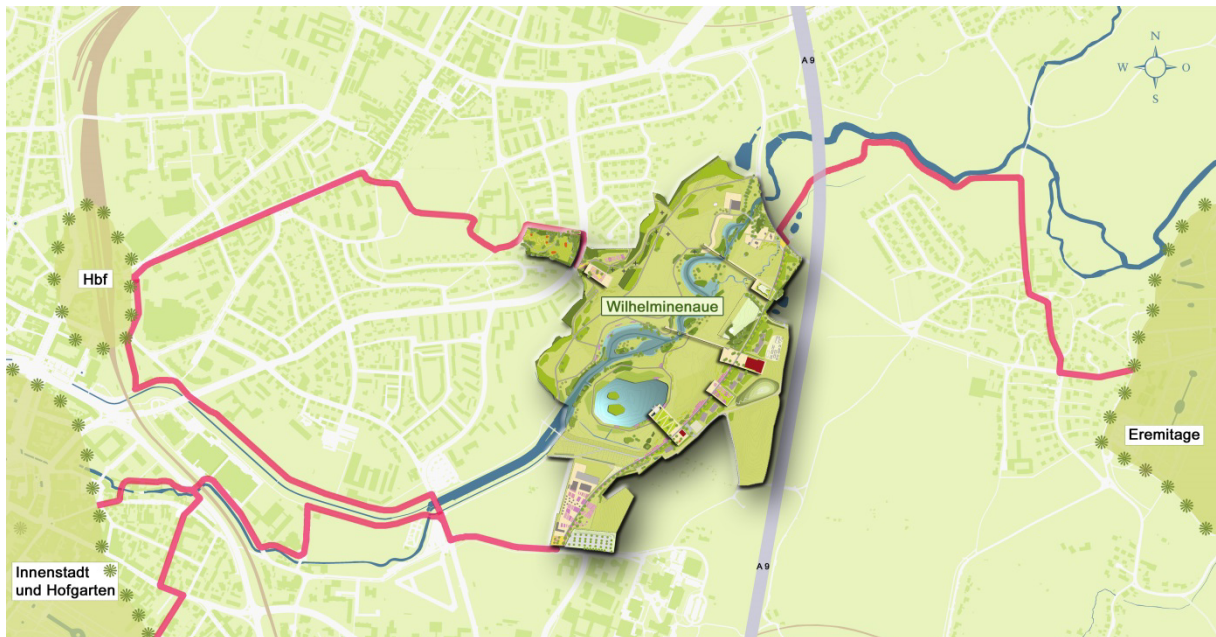 A 9
N
W O
S
Hbf
Wilhelminenaue
Eremitage
Innenstadt
und Hofgarten
A 9